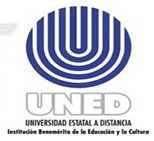 UNED
UNIVERSIDAD ESTATAL A DISTANCIA
Institución Benemérita de la Educación y la Cultura